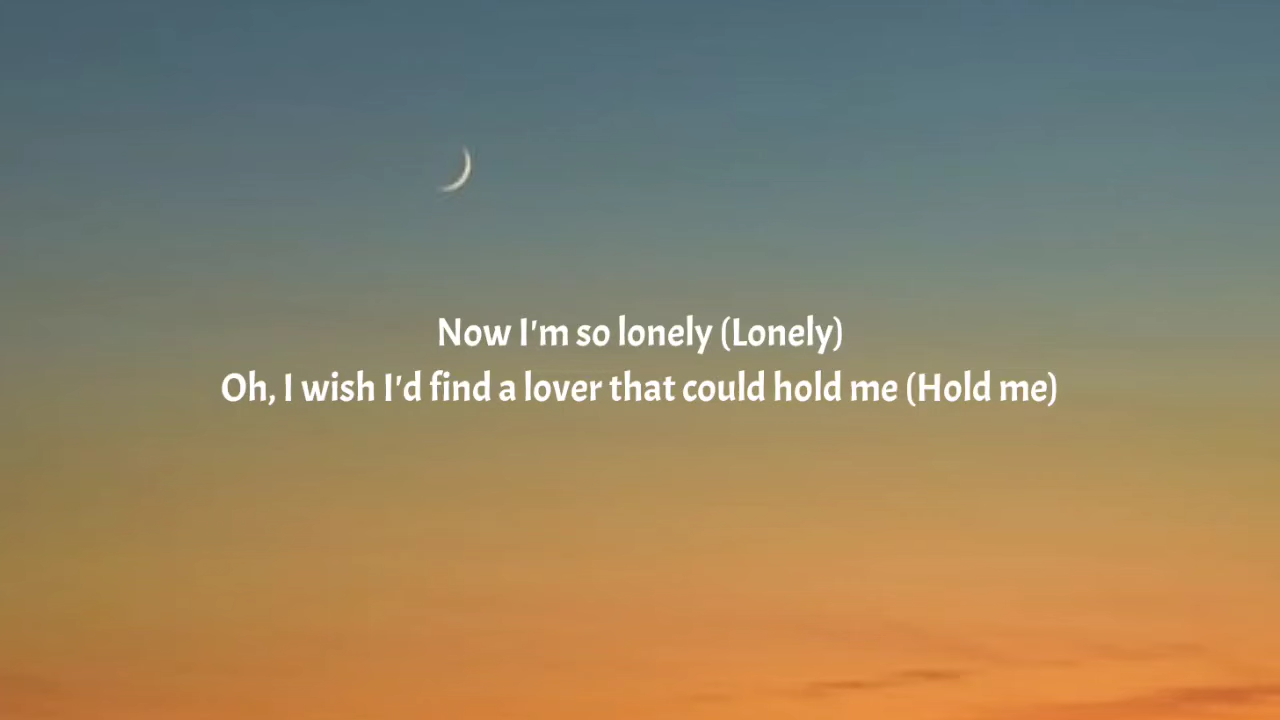 Now I'm so lonely (Lonely)
Oh, I wish I'd find a lover that could hold me (Hold me)